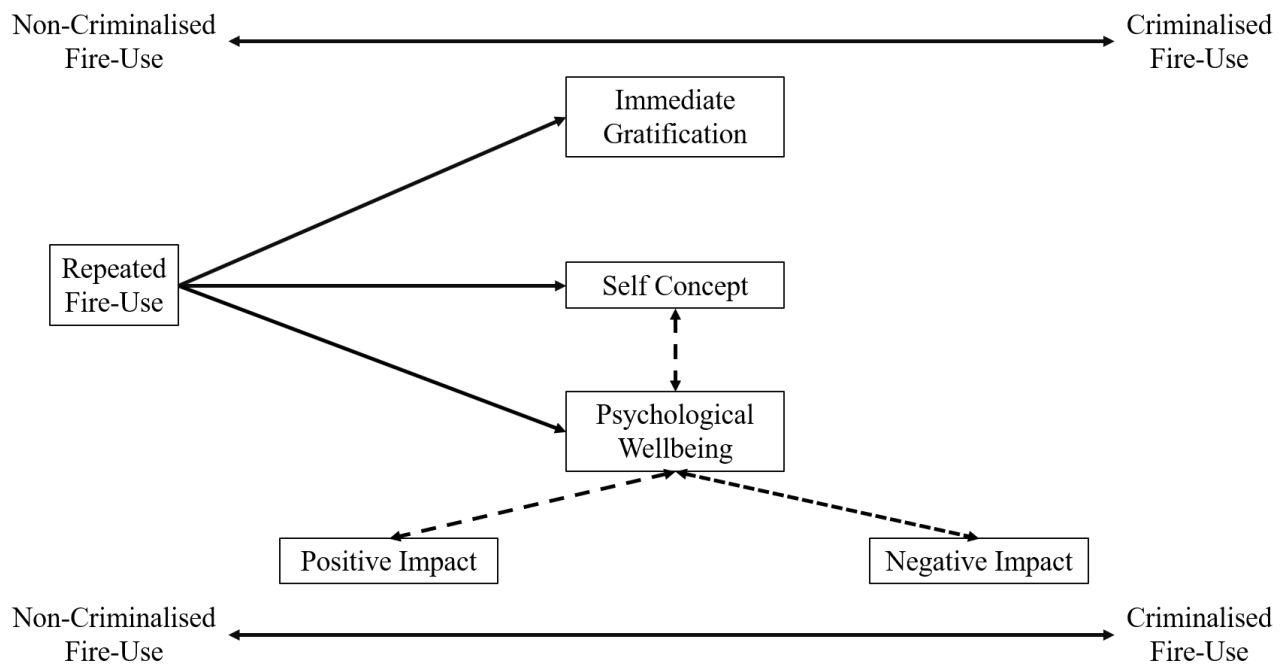 Non-Criminalised
Fire-Use
Criminalised
Fire-Use
Immediate
Gratification
Repeated
Fire-Use
Self Concept
Psychological
Wellbeing
Positive Impact
Negative Impact
Non-Criminalised
Fire-Use
Criminalised
Fire-Use